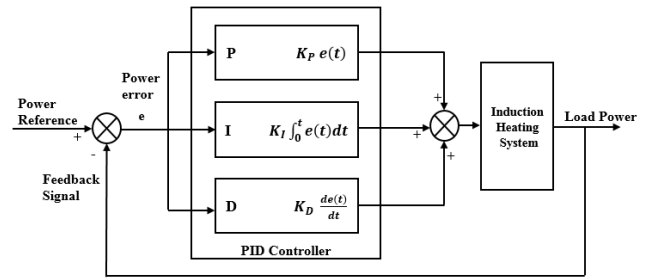 Power
Reference
+
-
Feedback
Signal
Power
error
e
P K_P e(t)
I K_I ∫₀ᵗ e(t)dt
D K_D de(t)/dt
PID Controller
+
+
+
Induction
Heating
System
Load Power